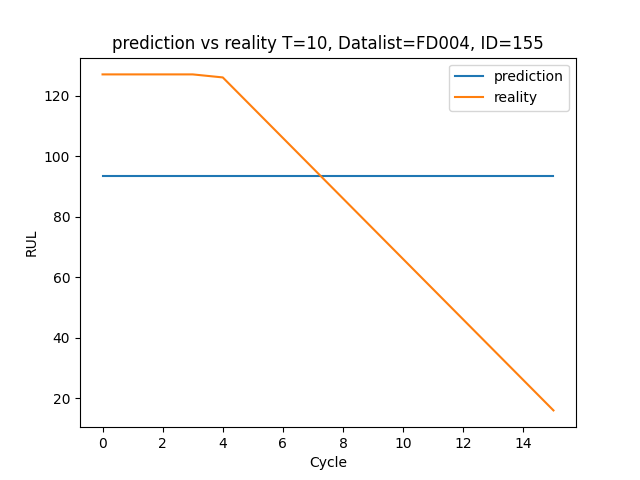 prediction vs reality T=10, Datalist=FD004, ID=155
prediction
reality
RUL
120
100
80
60
40
20
0 2 4 6 8 10 12 14
Cycle